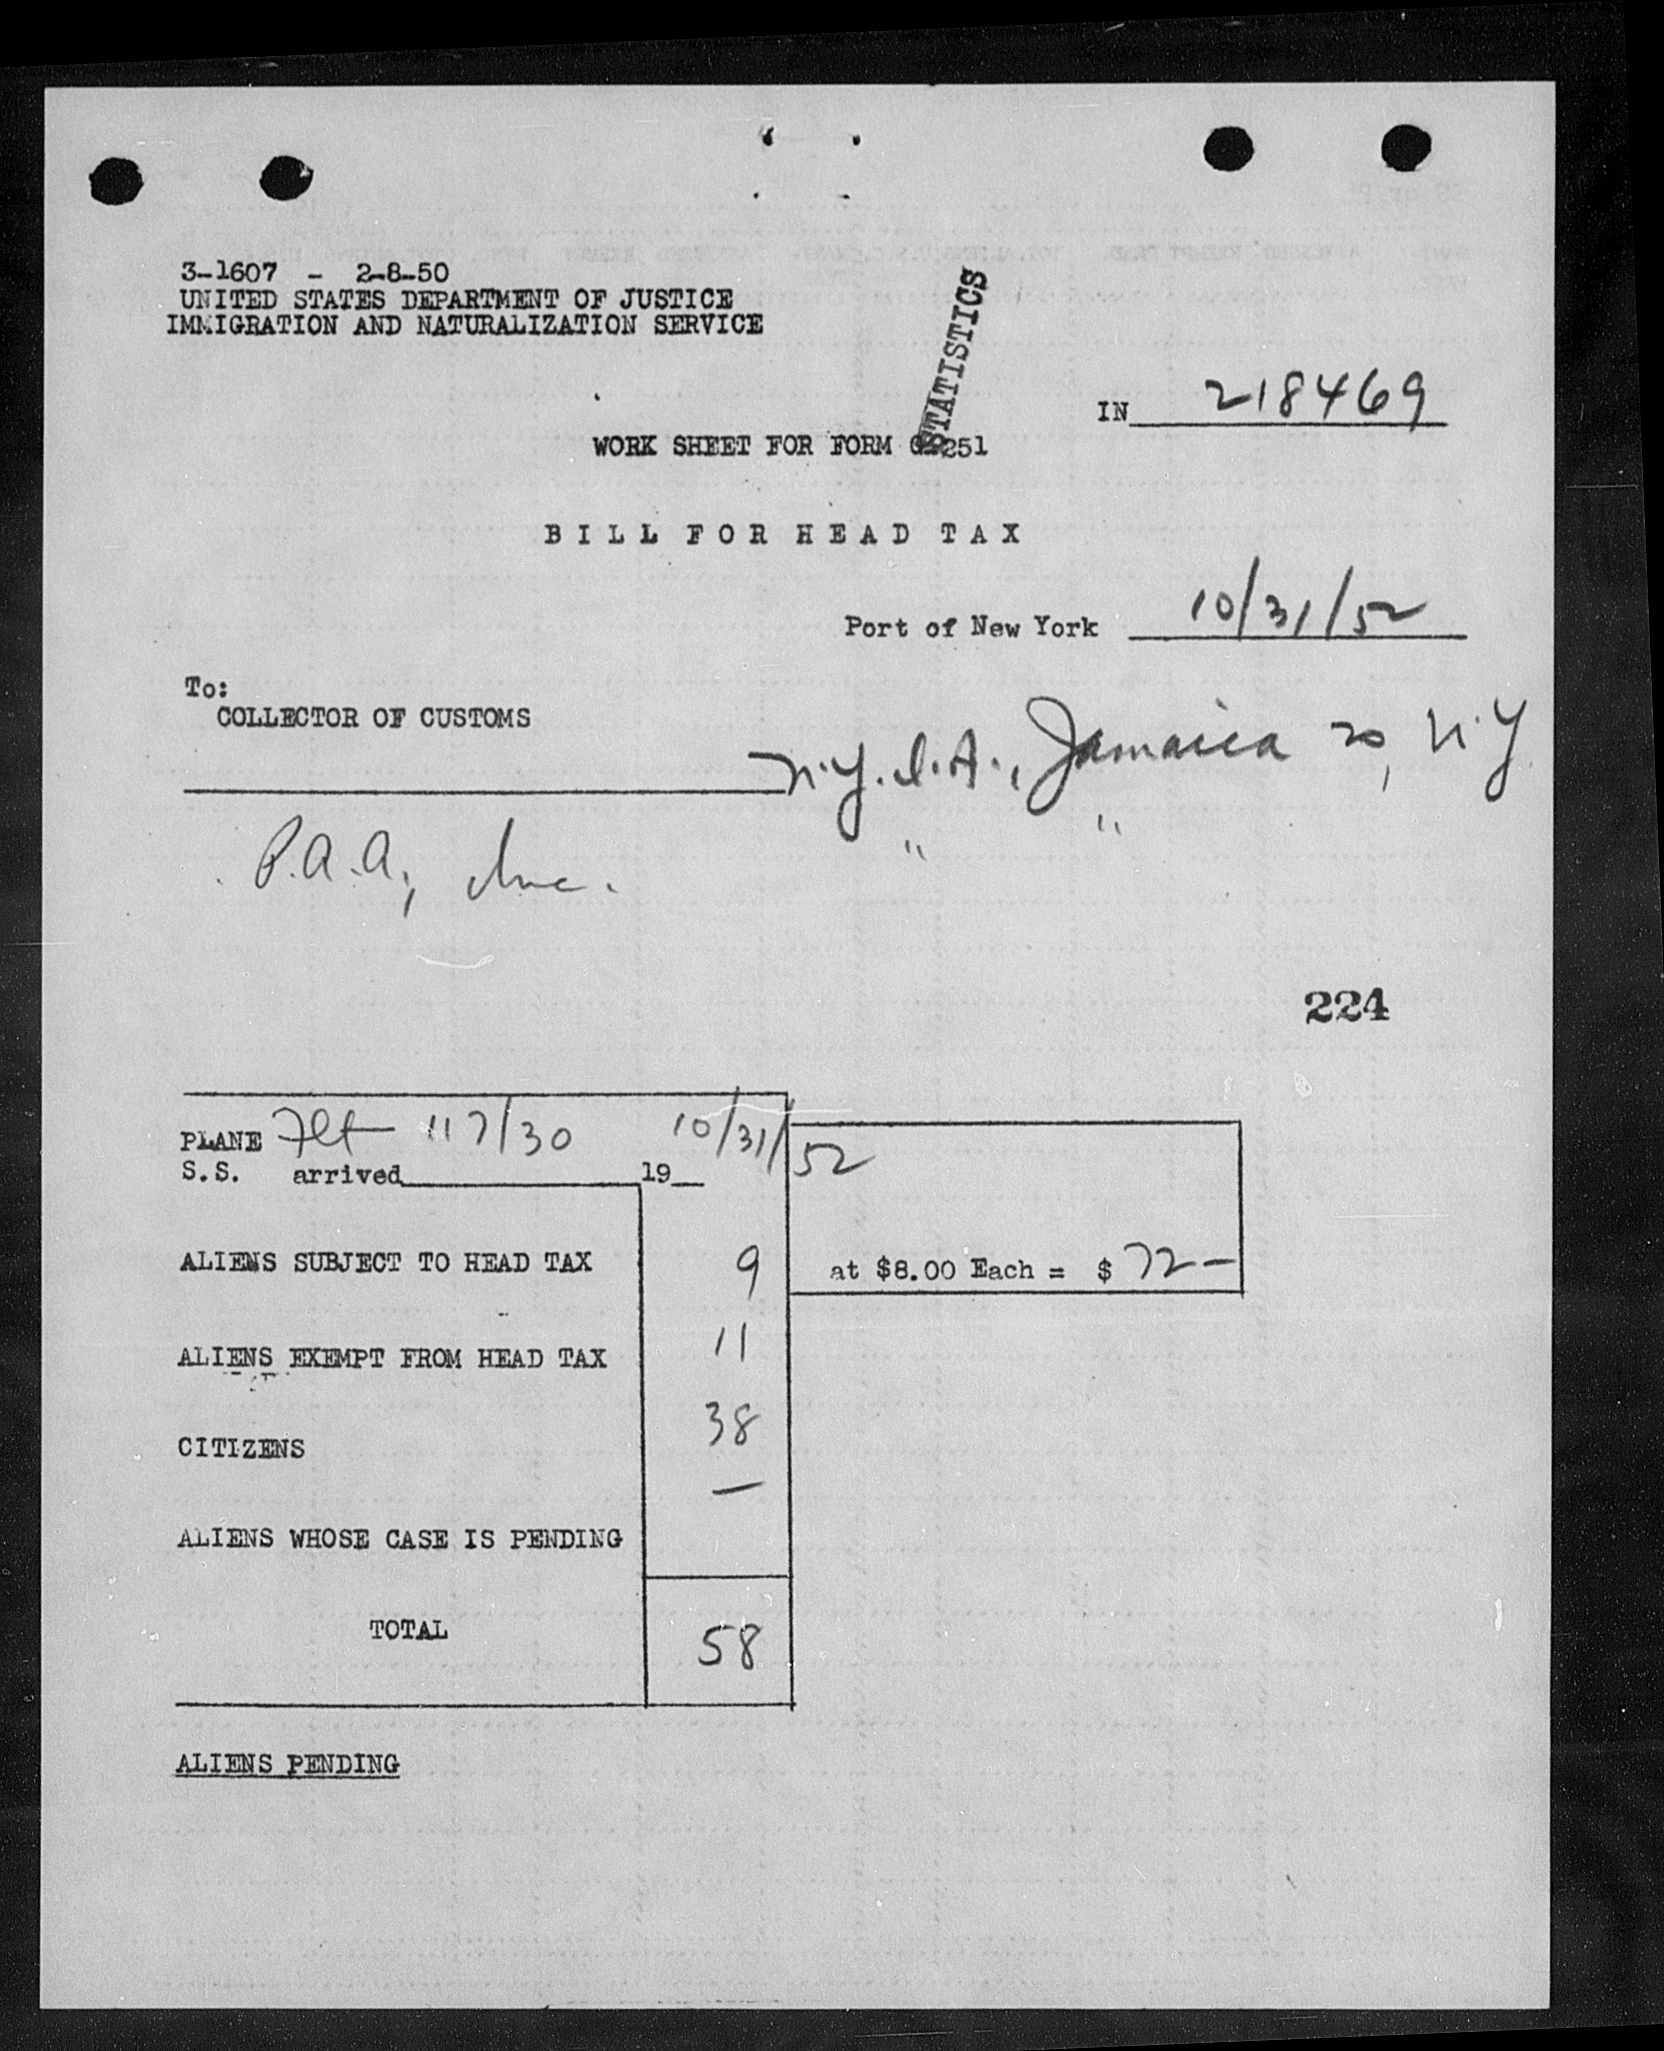 3-1607 - 2-8-50
UNITED STATES DEPARTMENT OF JUSTICE
IMMIGRATION AND NATURALIZATION SERVICE
STATISTICS
IN 218469
WORK SHEET FOR FORM 251
BILL FOR HEAD TAX
Port of New York 10/31/52
To:
COLLECTOR OF CUSTOMS
N.Y.I.A., Jamaica 20, N.Y.
P.A.A., Inc. " "
224
PLANE Flt 117/30 10/31/52
S.S. arrived 19
ALIENS SUBJECT TO HEAD TAX 9 at $8.00 Each = $ 72-
ALIENS EXEMPT FROM HEAD TAX 11
CITIZENS 38
ALIENS WHOSE CASE IS PENDING —
TOTAL 58
ALIENS PENDING